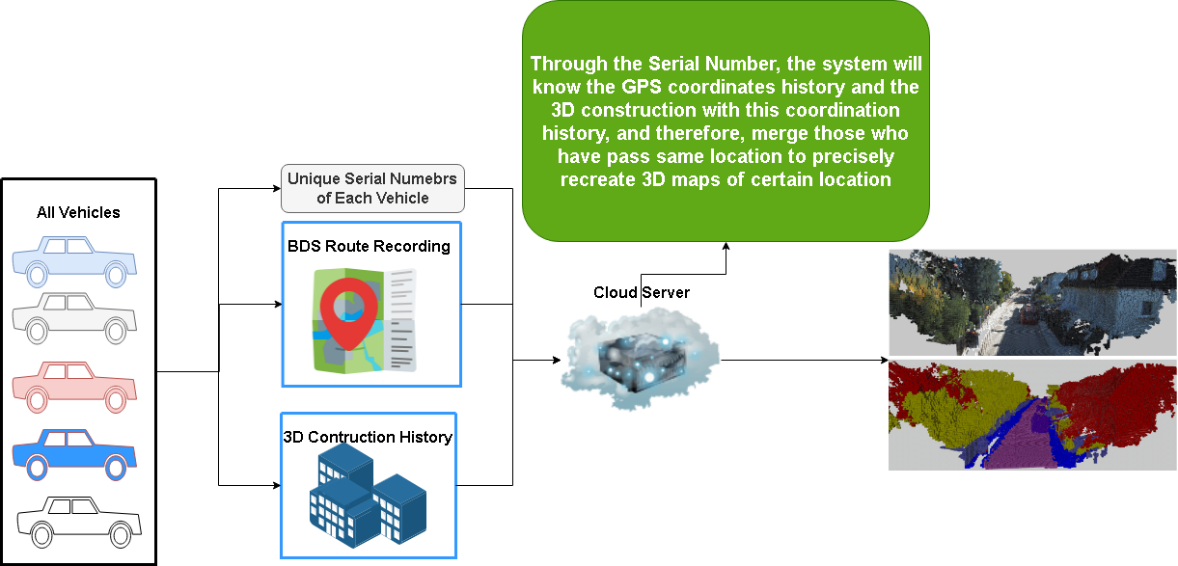 Through the Serial Number, the system will
know the GPS coordinates history and the
3D construction with this coordination
history, and therefore, merge those who
have pass same location to precisely
recreate 3D maps of certain location
Unique Serial Numebrs
of Each Vehicle
All Vehicles
BDS Route Recording
Cloud Server
3D Contruction History